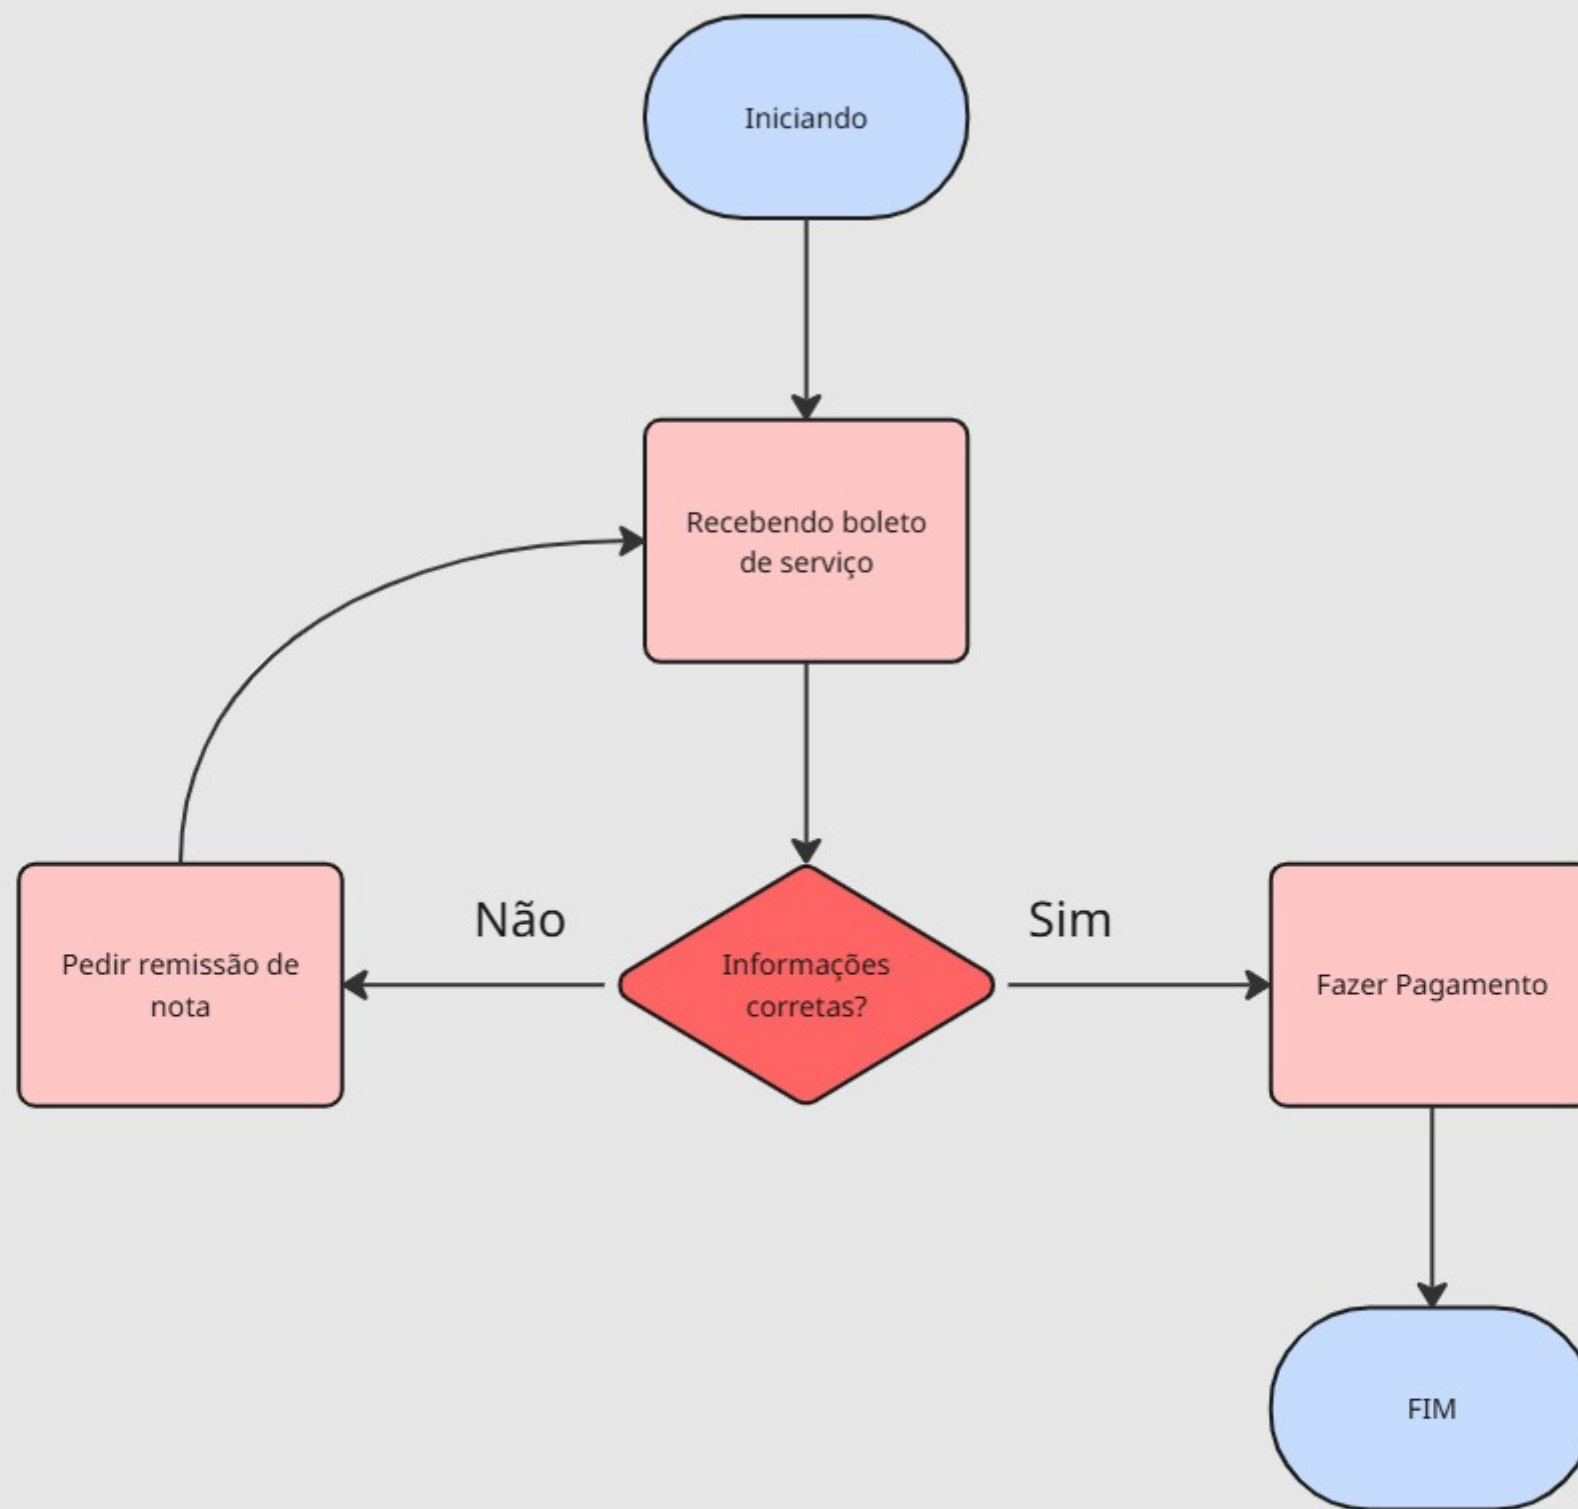 Iniciando
Recebendo boleto
de serviço
Não
Sim
Pedir remissão de
nota
Informações
corretas?
Fazer Pagamento
FIM